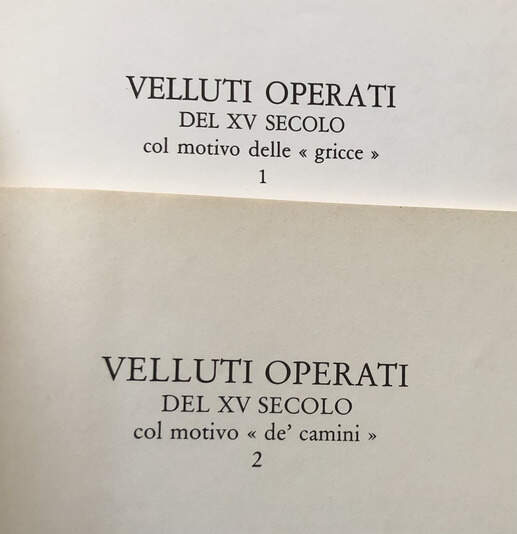 VELLUTI OPERATI
DEL XV SECOLO
col motivo delle « gricce »
1
VELLUTI OPERATI
DEL XV SECOLO
col motivo « de’ camini »
2